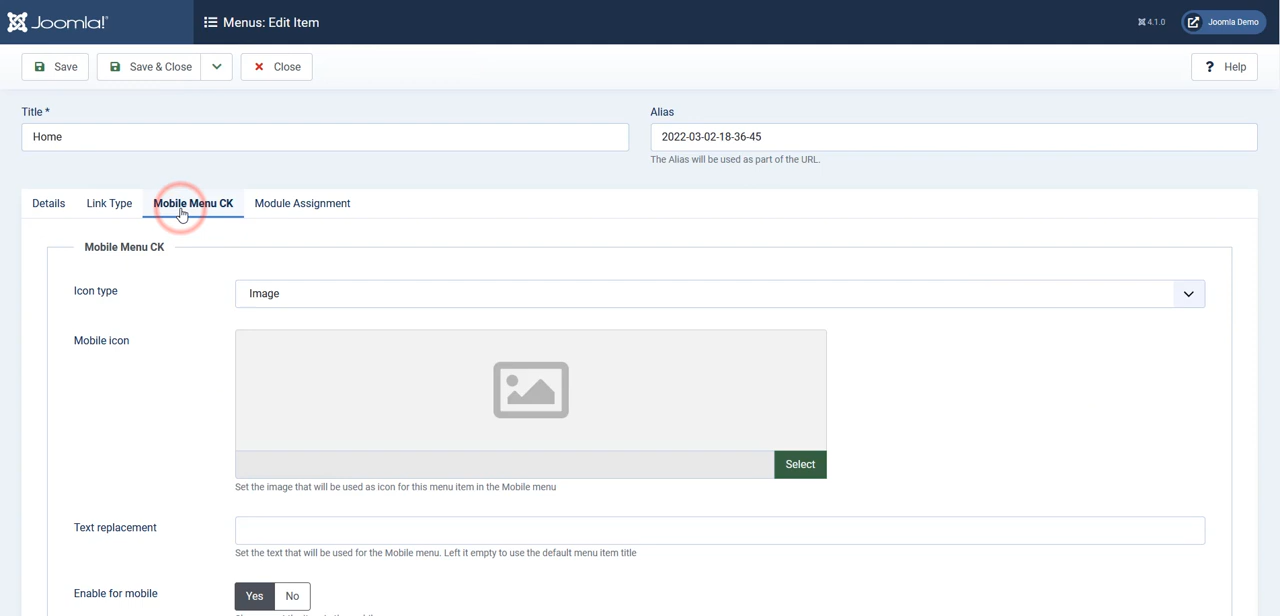 Joomla!® Menus: Edit Item 4.1.0 Joomla Demo
Save Save & Close Close Help
Title * Alias
Home 2022-03-02-18-36-45
The Alias will be used as part of the URL.
Details Link Type Mobile Menu CK Module Assignment
Mobile Menu CK
Icon type Image
Mobile icon
Select
Set the image that will be used as icon for this menu item in the Mobile menu
Text replacement
Set the text that will be used for the Mobile menu. Left it empty to use the default menu item title
Enable for mobile Yes No